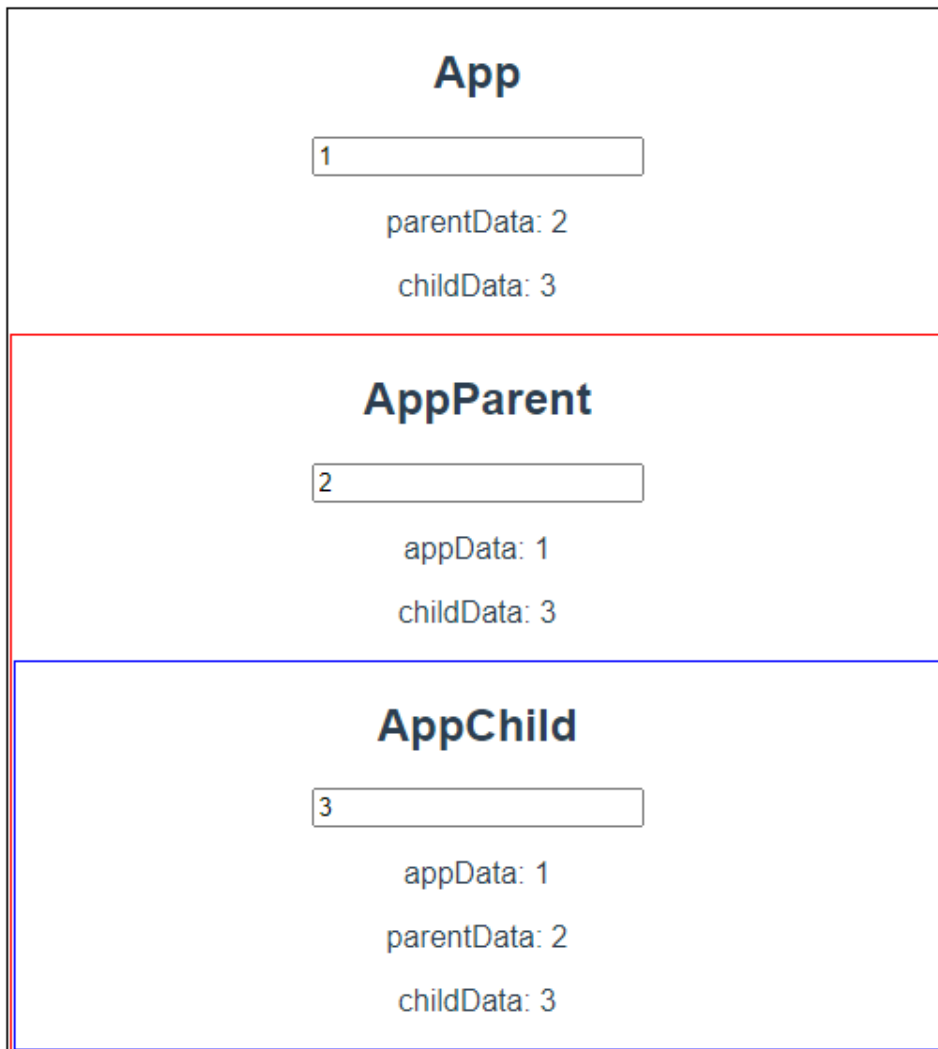 App
1
parentData: 2
childData: 3
AppParent
2
appData: 1
childData: 3
AppChild
3
appData: 1
parentData: 2
childData: 3